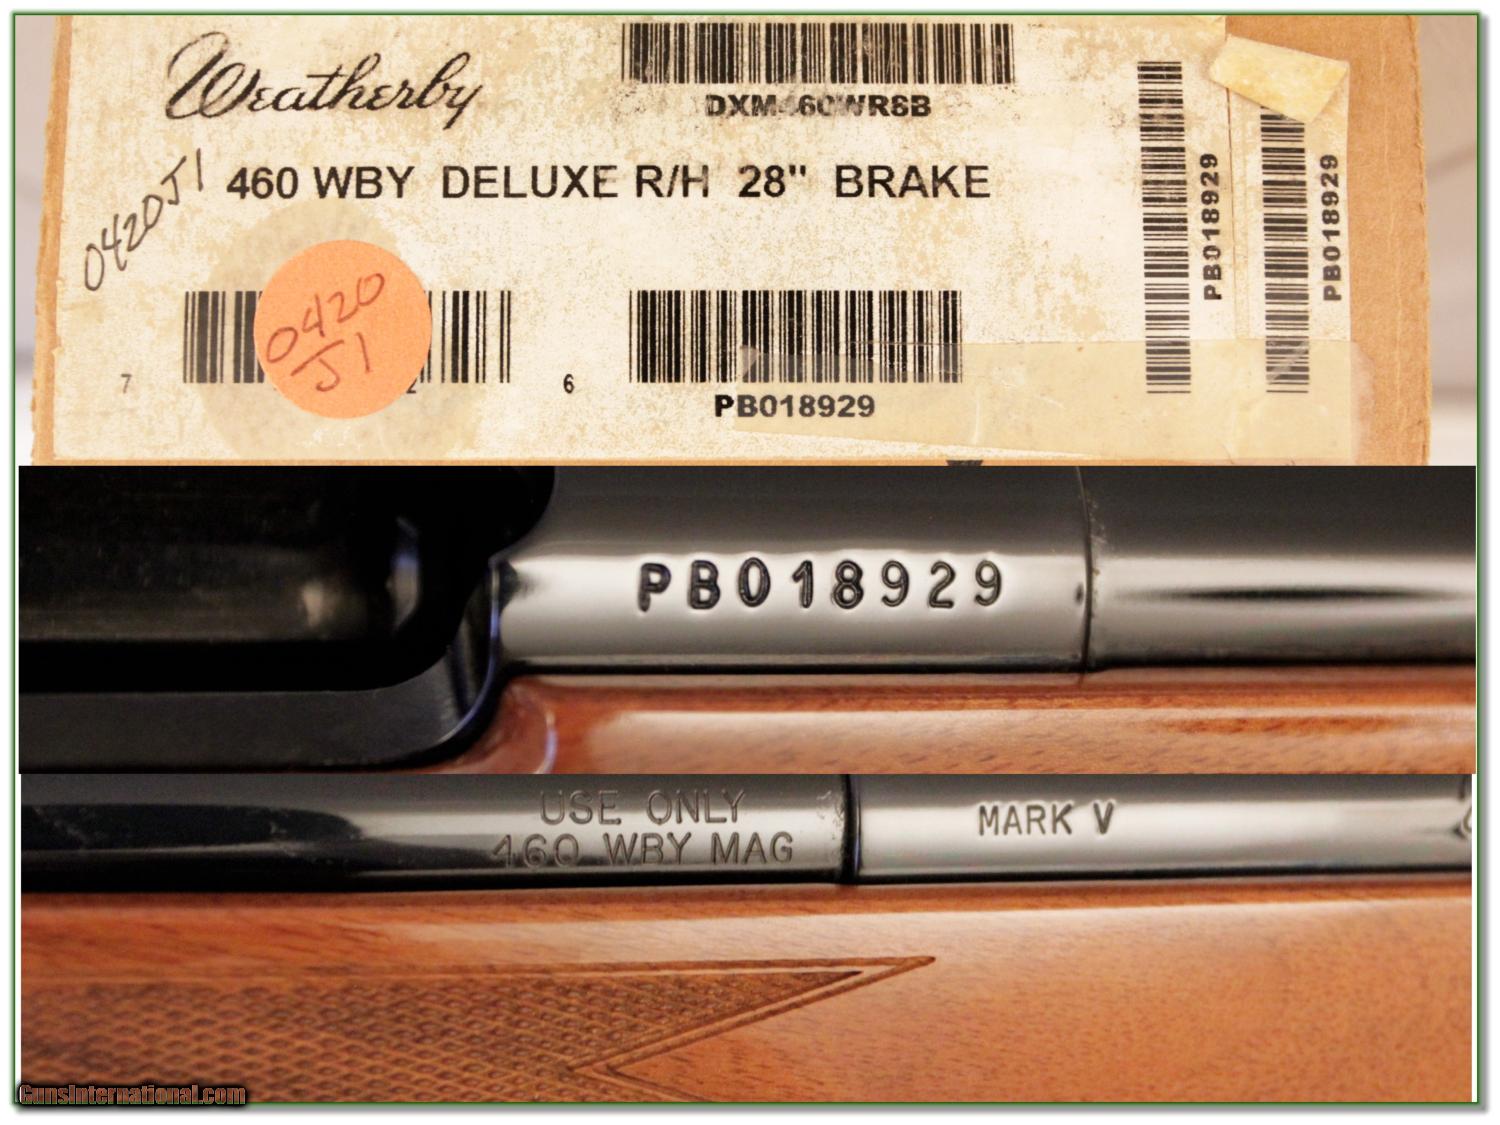 Weatherby
DXM460WR8B
0420J1
460 WBY DELUXE R/H 28" BRAKE
PB018929
PB018929
0420
J1
7
2
6
PB018929
PB018929
USE ONLY
460 WBY MAG
MARK V
GunsInternational.com